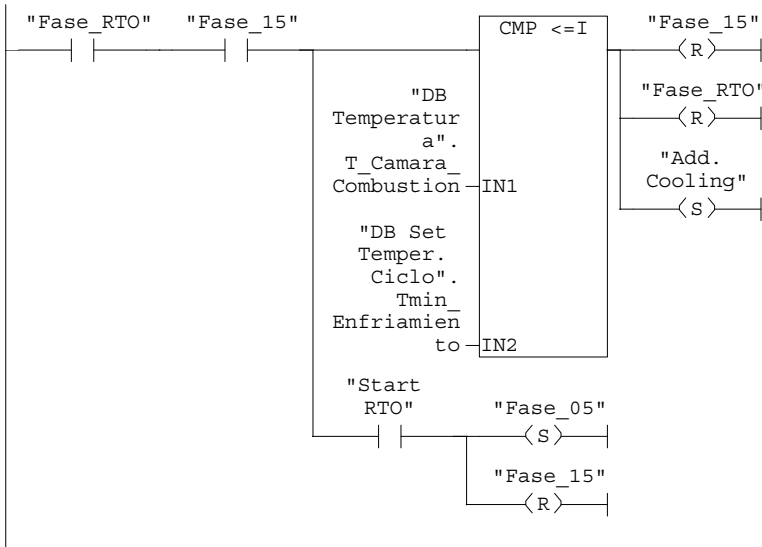 "Fase_RTO" "Fase_15" CMP <=I "Fase_15"
(R)
"DB
Temperatur
a".
T_Camara_
Combustion IN1
"Fase_RTO"
(R)
"Add.
Cooling"
(S)
"DB Set
Temper.
Ciclo".
Tmin_
Enfriamien
to IN2
"Start
RTO"
"Fase_05"
(S)
"Fase_15"
(R)